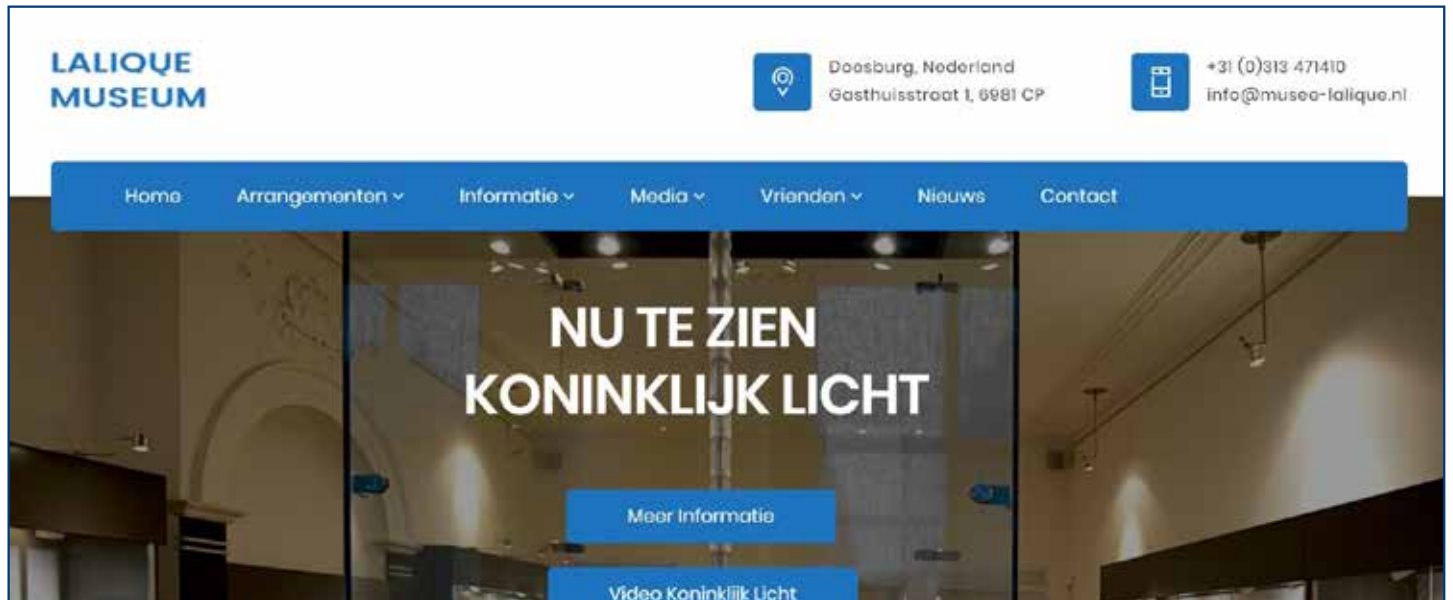 LALIQUE
MUSEUM
Doesburg, Nederland
Gasthuisstraat 1, 6981 CP
+31 (0)313 471410
info@musee-lalique.nl
Home Arrangementen Informatie Media Vrienden Nieuws Contact
NU TE ZIEN
KONINKLIJK LICHT
Meer Informatie
Video Koninklijk Licht